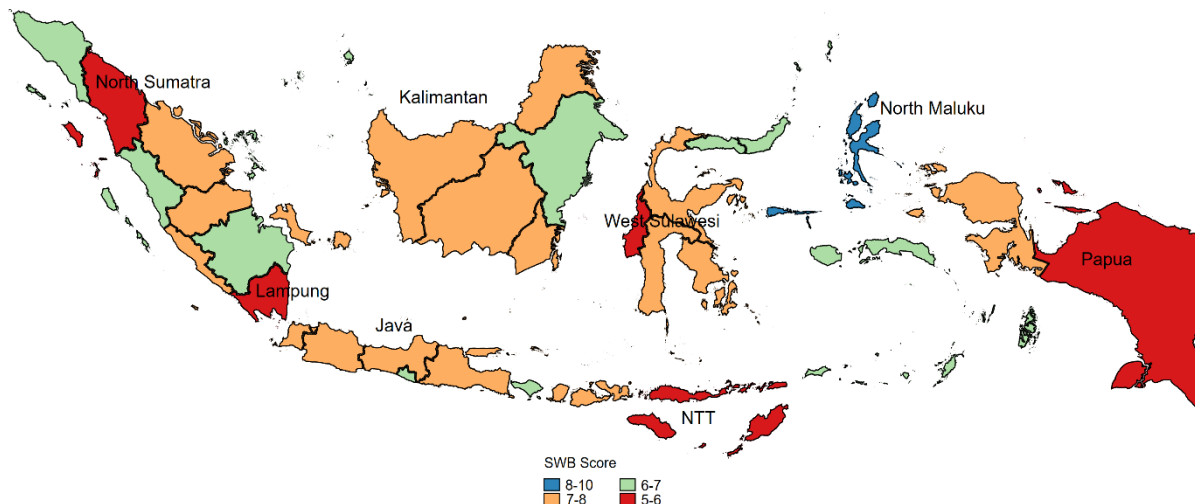 North Sumatra
Kalimantan
North Maluku
West Sulawesi
Papua
Lampung
Java
NTT
SWB Score
8-10
6-7
7-8
5-6